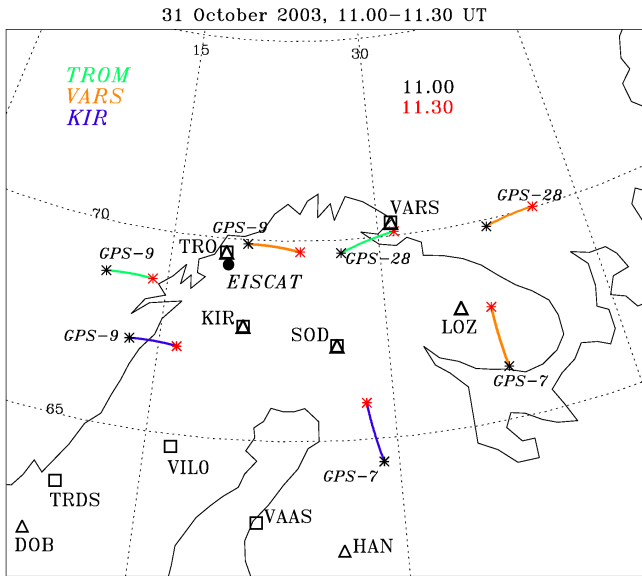 31 October 2003, 11.00–11.30 UT
15
30
TROM
VARS
KIR
11.00
11.30
70
GPS-28
VARS
GPS-9
TRO
GPS-9
GPS-28
EISCAT
KIR
LOZ
GPS-9
SOD
GPS-7
65
VILO
GPS-7
TRDS
VAAS
DOB
HAN